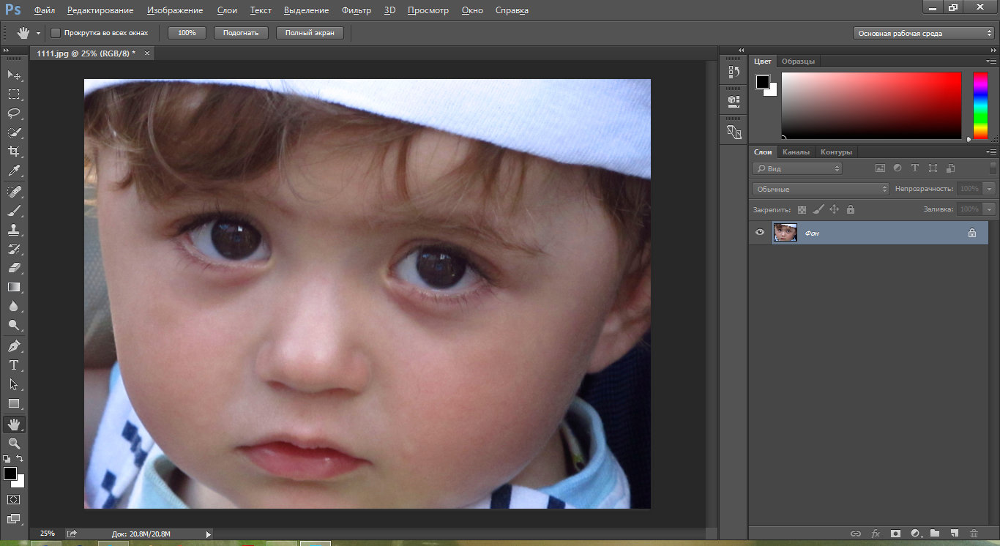 Ps Файл Редактирование Изображение Слои Текст Выделение Фильтр 3D Просмотр Окно Справка
Прокрутка во всех окнах 100% Подогнать Полный экран Основная рабочая среда
1111.jpg @ 25% (RGB/8) * ×
Цвет Образцы
Слои Каналы Контуры
Вид T
Обычные Непрозрачность: 100%
Закрепить: Заливка: 100%
Фон
T
25% Док: 20,8M/20,8M fx